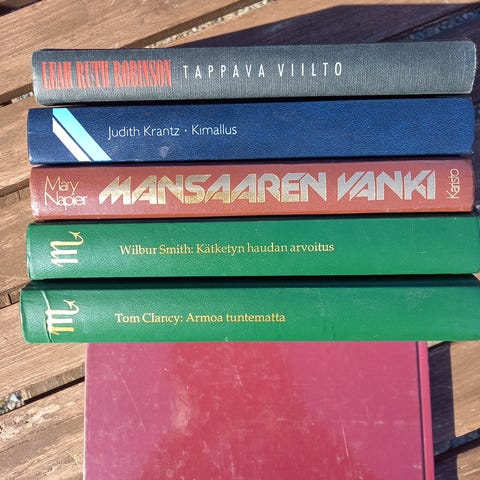 LEAH RUTH ROBINSON TAPPAVA VIILTO
Judith Krantz · Kimallus
Mary Napier MANSAAREN VANKI Karisto
m Wilbur Smith: Kätketyn haudan arvoitus
m Tom Clancy: Armoa tuntematta